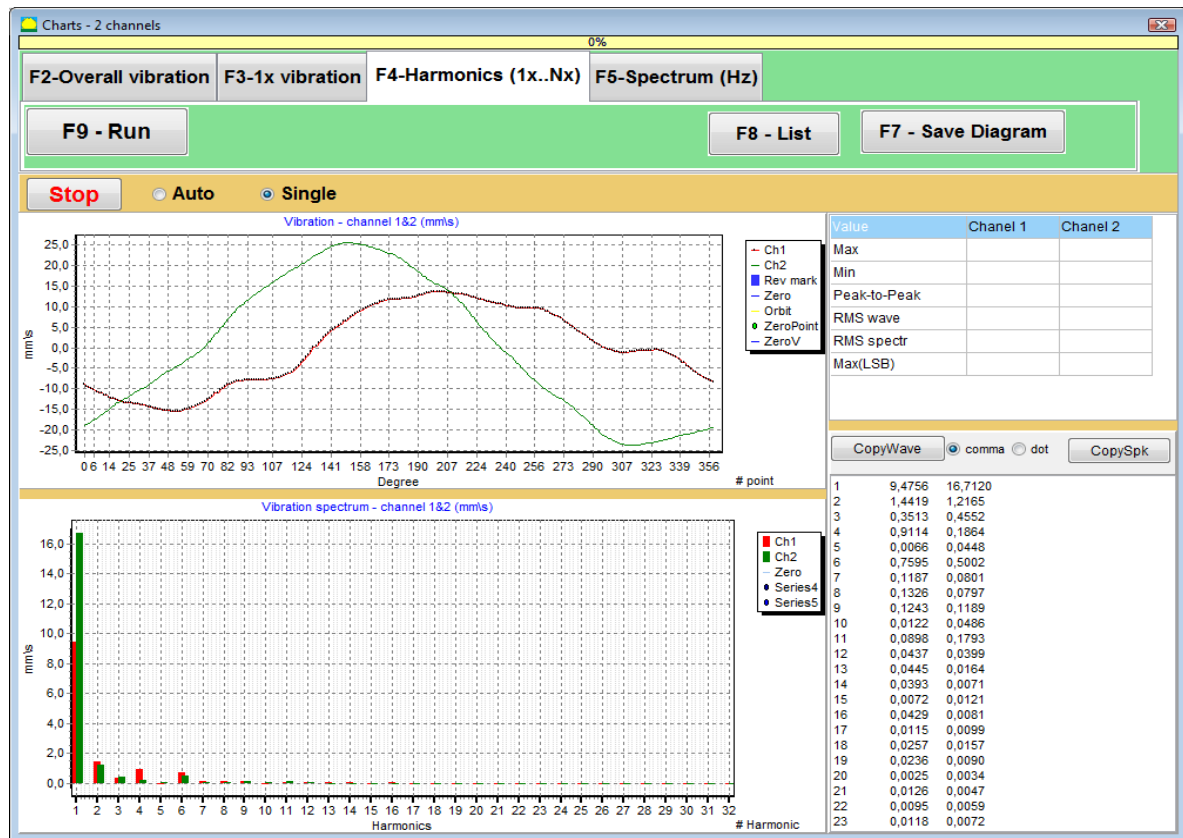 Charts - 2 channels
0%
F2-Overall vibration F3-1x vibration F4-Harmonics (1x..Nx) F5-Spectrum (Hz)
F9 - Run F8 - List F7 - Save Diagram
Stop Auto Single
Vibration - channel 1&2 (mm\s)
25,0
20,0
15,0
10,0
5,0
0,0
-5,0
-10,0
-15,0
-20,0
-25,0
mm\s
0 6 14 25 37 48 59 70 82 93 107 124 141 158 173 190 207 224 240 256 273 290 307 323 339 356
Degree
# point
Ch1
Ch2
Rev mark
Zero
Orbit
ZeroPoint
ZeroV
Value Chanel 1 Chanel 2
Max
Min
Peak-to-Peak
RMS wave
RMS spectr
Max(LSB)
Vibration spectrum - channel 1&2 (mm\s)
16,0
14,0
12,0
10,0
8,0
6,0
4,0
2,0
0,0
mm\s
1 2 3 4 5 6 7 8 9 10 11 12 13 14 15 16 17 18 19 20 21 22 23 24 25 26 27 28 29 30 31 32
Harmonics
# Harmonic
Ch1
Ch2
Zero
Series4
Series5
CopyWave comma dot CopySpk
1 9,4756 16,7120
2 1,4419 1,2165
3 0,3513 0,4552
4 0,9114 0,1864
5 0,0066 0,0448
6 0,7595 0,5002
7 0,1187 0,0801
8 0,1326 0,0797
9 0,1243 0,1189
10 0,0122 0,0486
11 0,0898 0,1793
12 0,0437 0,0399
13 0,0445 0,0164
14 0,0393 0,0071
15 0,0072 0,0121
16 0,0429 0,0081
17 0,0115 0,0099
18 0,0257 0,0157
19 0,0236 0,0090
20 0,0025 0,0034
21 0,0126 0,0047
22 0,0095 0,0059
23 0,0118 0,0072